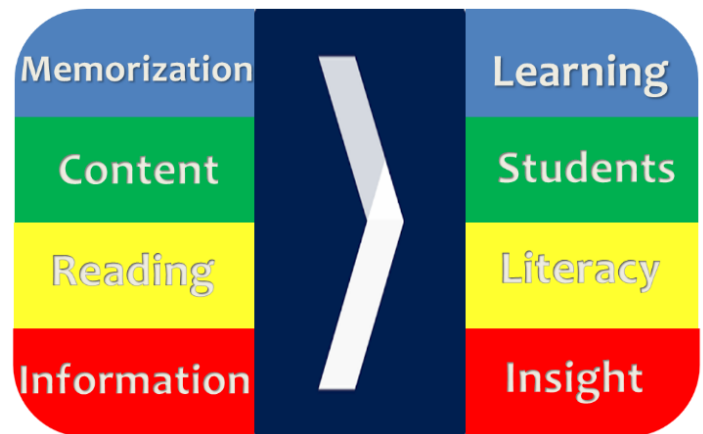 Memorization
Learning
Content
Students
Reading
Literacy
Information
Insight